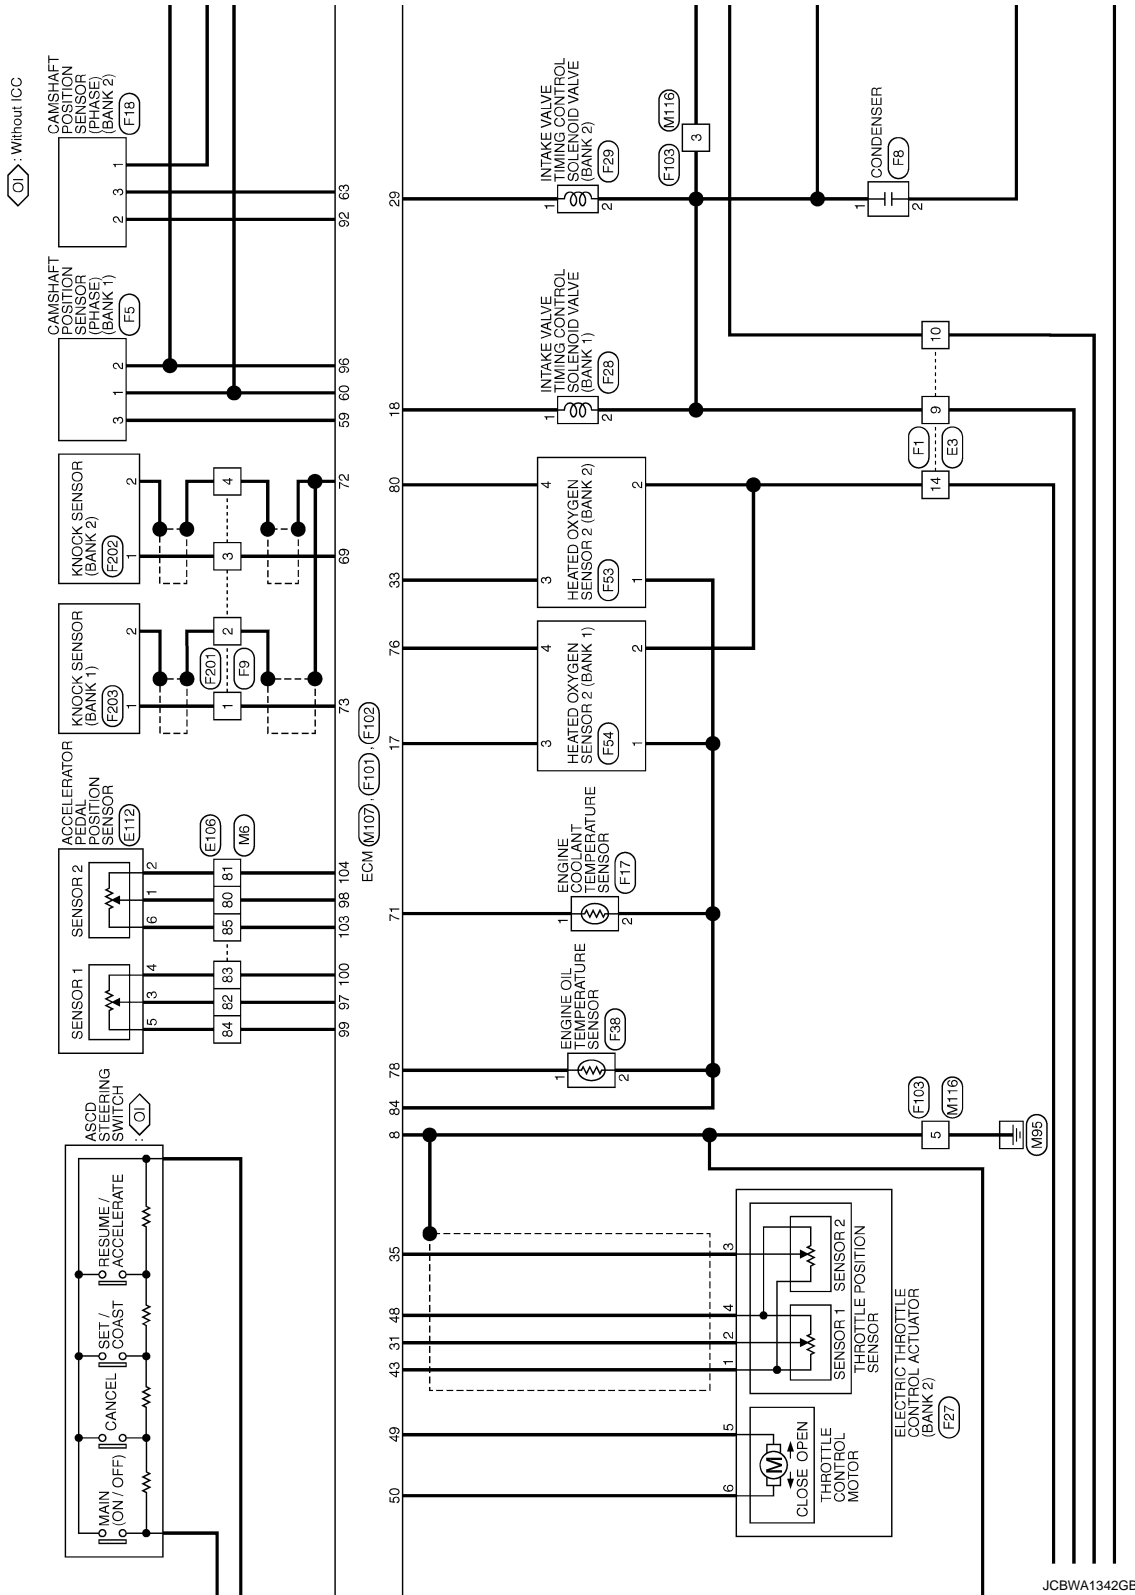 OI : Without ICC
CAMSHAFT
POSITION
SENSOR
(PHASE)
(BANK 2)
F18
1
3
2
63
92
CAMSHAFT
POSITION
SENSOR
(PHASE)
(BANK 1)
F5
2
1
3
96
60
59
KNOCK SENSOR
(BANK 2)
F202
2
1
4
3
72
69
KNOCK SENSOR
(BANK 1)
F203
2
1
2
1
F201
F9
73
ACCELERATOR
PEDAL
POSITION
SENSOR
E112
SENSOR 2
SENSOR 1
2
1
6
4
3
5
E106
M6
81
80
85
83
82
84
104
98
103
100
97
99
ECM M107 , F101 , F102
ASCD
STEERING
SWITCH
: OI
RESUME /
ACCELERATE
SET /
COAST
CANCEL
MAIN
(ON / OFF)
29
18
80
33
76
17
71
78
84
8
35
48
31
43
49
50
INTAKE VALVE
TIMING CONTROL
SOLENOID VALVE
(BANK 2)
F29
1
2
F103
M116
3
CONDENSER
F8
1
2
INTAKE VALVE
TIMING CONTROL
SOLENOID VALVE
(BANK 1)
F28
1
2
10
9
14
F1
E3
HEATED OXYGEN
SENSOR 2 (BANK 2)
F53
4
3
2
1
HEATED OXYGEN
SENSOR 2 (BANK 1)
F54
4
3
2
1
ENGINE
COOLANT
TEMPERATURE
SENSOR
F17
1
2
ENGINE OIL
TEMPERATURE
SENSOR
F38
1
2
F103
M116
5
M95
3
4
2
1
5
6
SENSOR 2
SENSOR 1
THROTTLE POSITION
SENSOR
M
CLOSE OPEN
THROTTLE
CONTROL
MOTOR
ELECTRIC THROTTLE
CONTROL ACTUATOR
(BANK 2)
F27
JCBWA1342GB